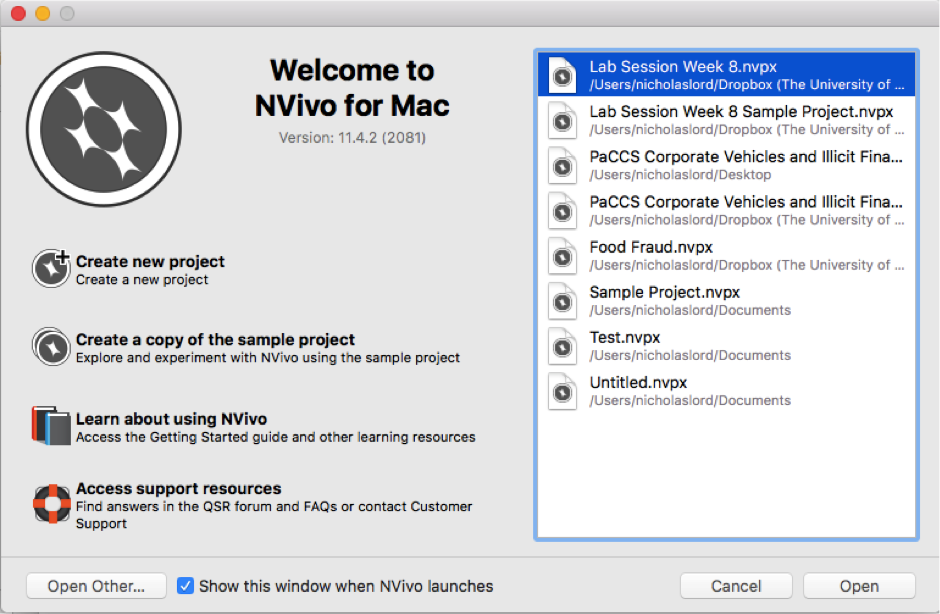 Welcome to
NVivo for Mac
Version: 11.4.2 (2081)
Create new project
Create a new project
Create a copy of the sample project
Explore and experiment with NVivo using the sample project
Learn about using NVivo
Access the Getting Started guide and other learning resources
Access support resources
Find answers in the QSR forum and FAQs or contact Customer
Support
Lab Session Week 8.nvpx
/Users/nicholaslord/Dropbox (The University of ...
Lab Session Week 8 Sample Project.nvpx
/Users/nicholaslord/Dropbox (The University of ...
PaCCS Corporate Vehicles and Illicit Fina...
/Users/nicholaslord/Desktop
PaCCS Corporate Vehicles and Illicit Fina...
/Users/nicholaslord/Dropbox (The University of ...
Food Fraud.nvpx
/Users/nicholaslord/Dropbox (The University of ...
Sample Project.nvpx
/Users/nicholaslord/Documents
Test.nvpx
/Users/nicholaslord/Documents
Untitled.nvpx
/Users/nicholaslord/Documents
Open Other...
Show this window when NVivo launches
Cancel
Open